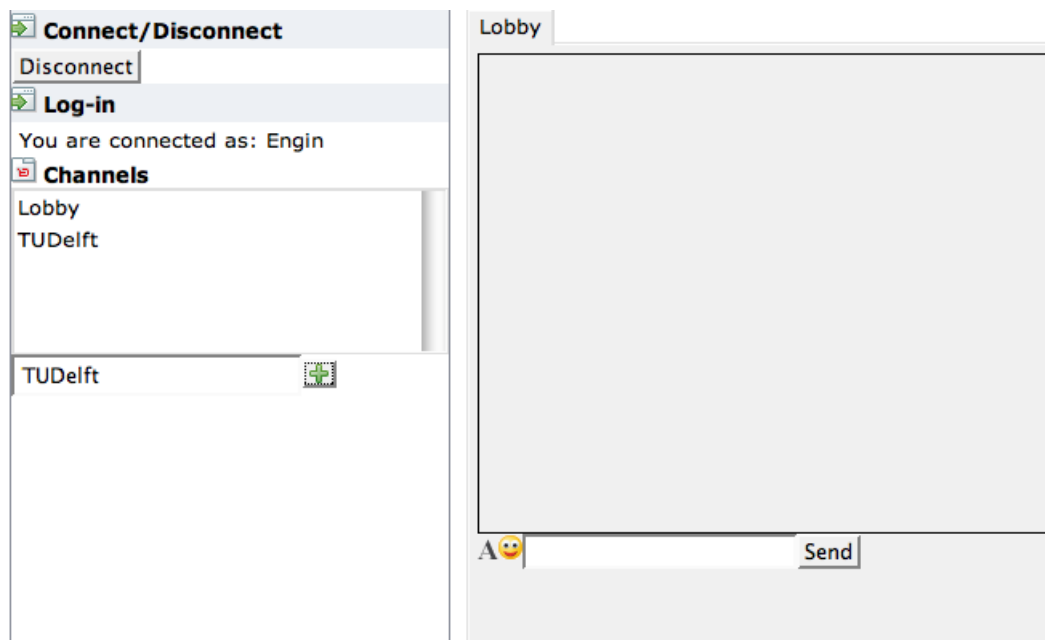 Connect/Disconnect
Disconnect
Log-in
You are connected as: Engin
Channels
Lobby
TUDelft
TUDelft
Lobby
A
Send